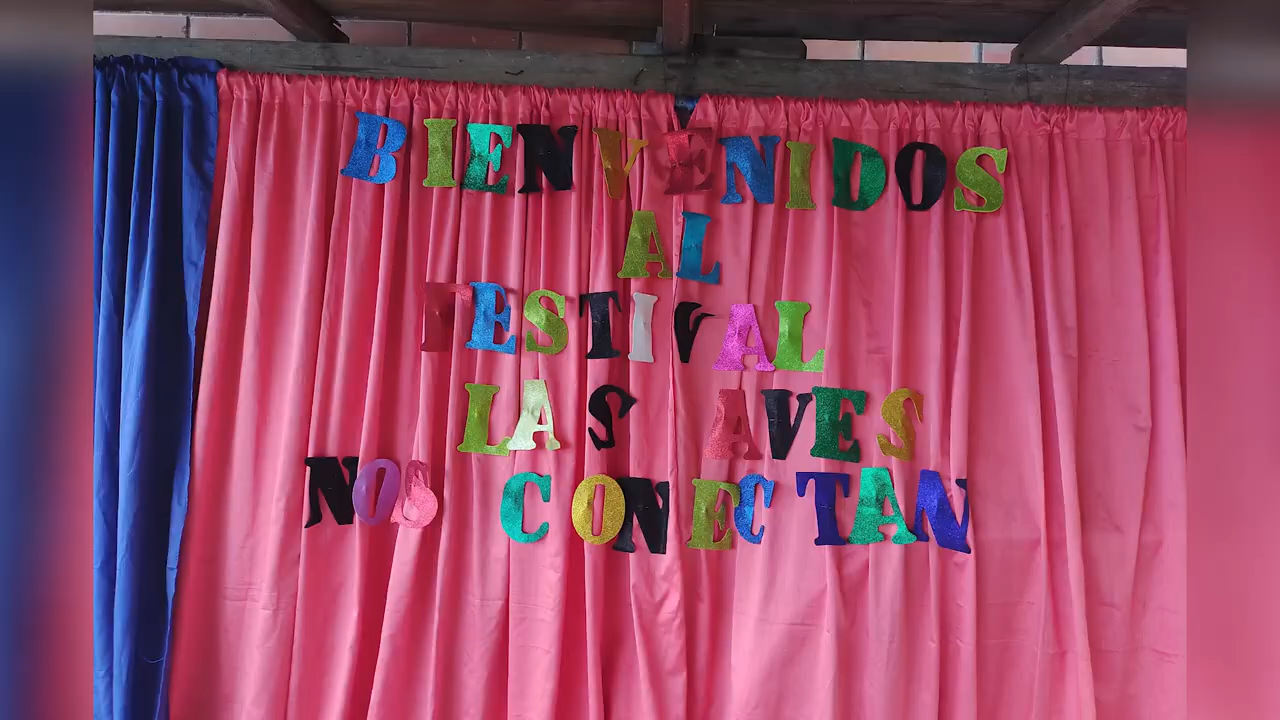 BIENVENIDOS
AL
FESTIVAL
LAS AVES
NOS CONECTAN